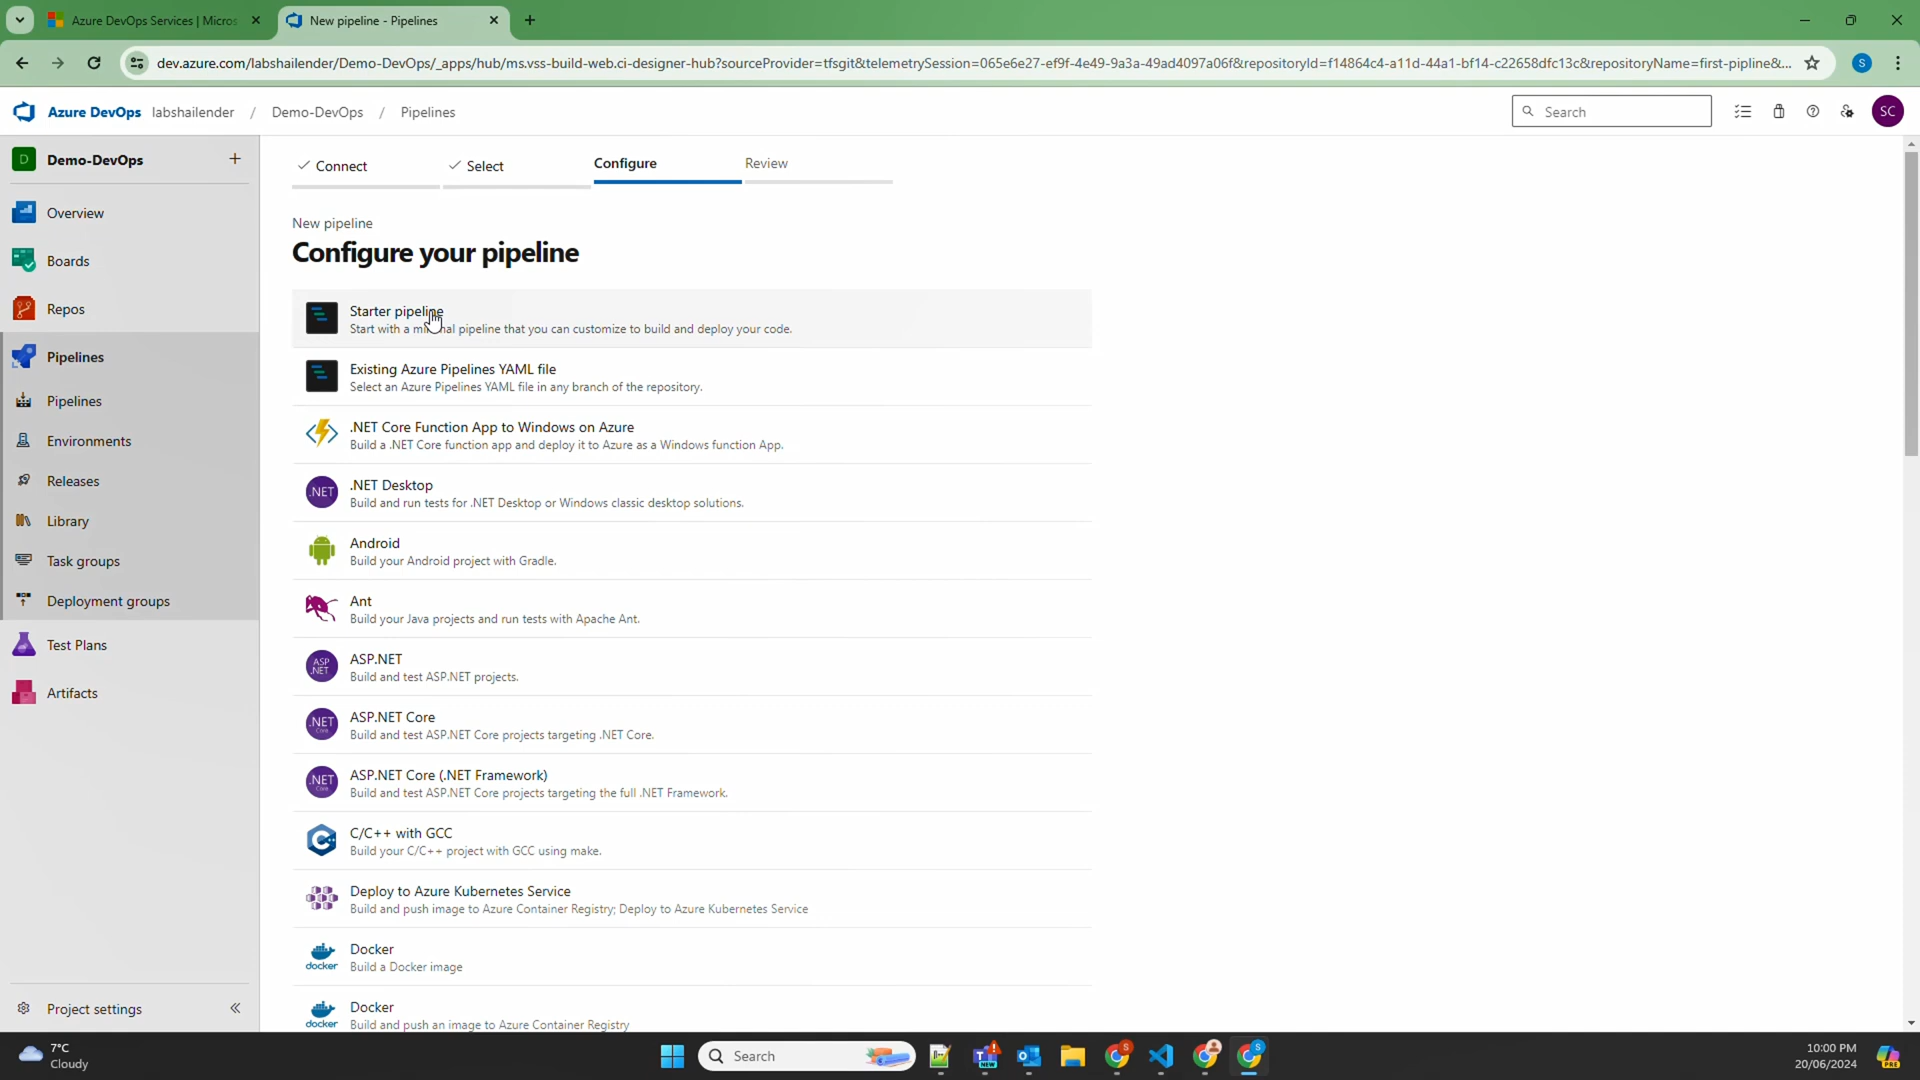 Azure DevOps Services | Micros
New pipeline - Pipelines
dev.azure.com/labshailender/Demo-DevOps/_apps/hub/ms.vss-build-web.ci-designer-hub?sourceProvider=tfsgit&telemetrySession=065e6e27-ef9f-4e49-9a3a-49ad4097a06f&repositoryId=f14864c4-a11d-44a1-bf14-c22658dfc13c&repositoryName=first-pipline&...
S
Azure DevOps labshailender / Demo-DevOps / Pipelines
Search
SC
D Demo-DevOps
Overview
Boards
Repos
Pipelines
Pipelines
Environments
Releases
Library
Task groups
Deployment groups
Test Plans
Artifacts
Project settings
Connect
Select
Configure
Review
New pipeline
Configure your pipeline
Starter pipeline
Start with a minimal pipeline that you can customize to build and deploy your code.
Existing Azure Pipelines YAML file
Select an Azure Pipelines YAML file in any branch of the repository.
.NET Core Function App to Windows on Azure
Build a .NET Core function app and deploy it to Azure as a Windows function App.
.NET
.NET Desktop
Build and run tests for .NET Desktop or Windows classic desktop solutions.
Android
Build your Android project with Gradle.
Ant
Build your Java projects and run tests with Apache Ant.
ASP
.NET
ASP.NET
Build and test ASP.NET projects.
.NET
Core
ASP.NET Core
Build and test ASP.NET Core projects targeting .NET Core.
.NET
Core
ASP.NET Core (.NET Framework)
Build and test ASP.NET Core projects targeting the full .NET Framework.
C/C++ with GCC
Build your C/C++ project with GCC using make.
Deploy to Azure Kubernetes Service
Build and push image to Azure Container Registry; Deploy to Azure Kubernetes Service
docker
Docker
Build a Docker image
docker
Docker
Build and push an image to Azure Container Registry
7°C
Cloudy
Search
NEW
S
S
10:00 PM
20/06/2024
PRE